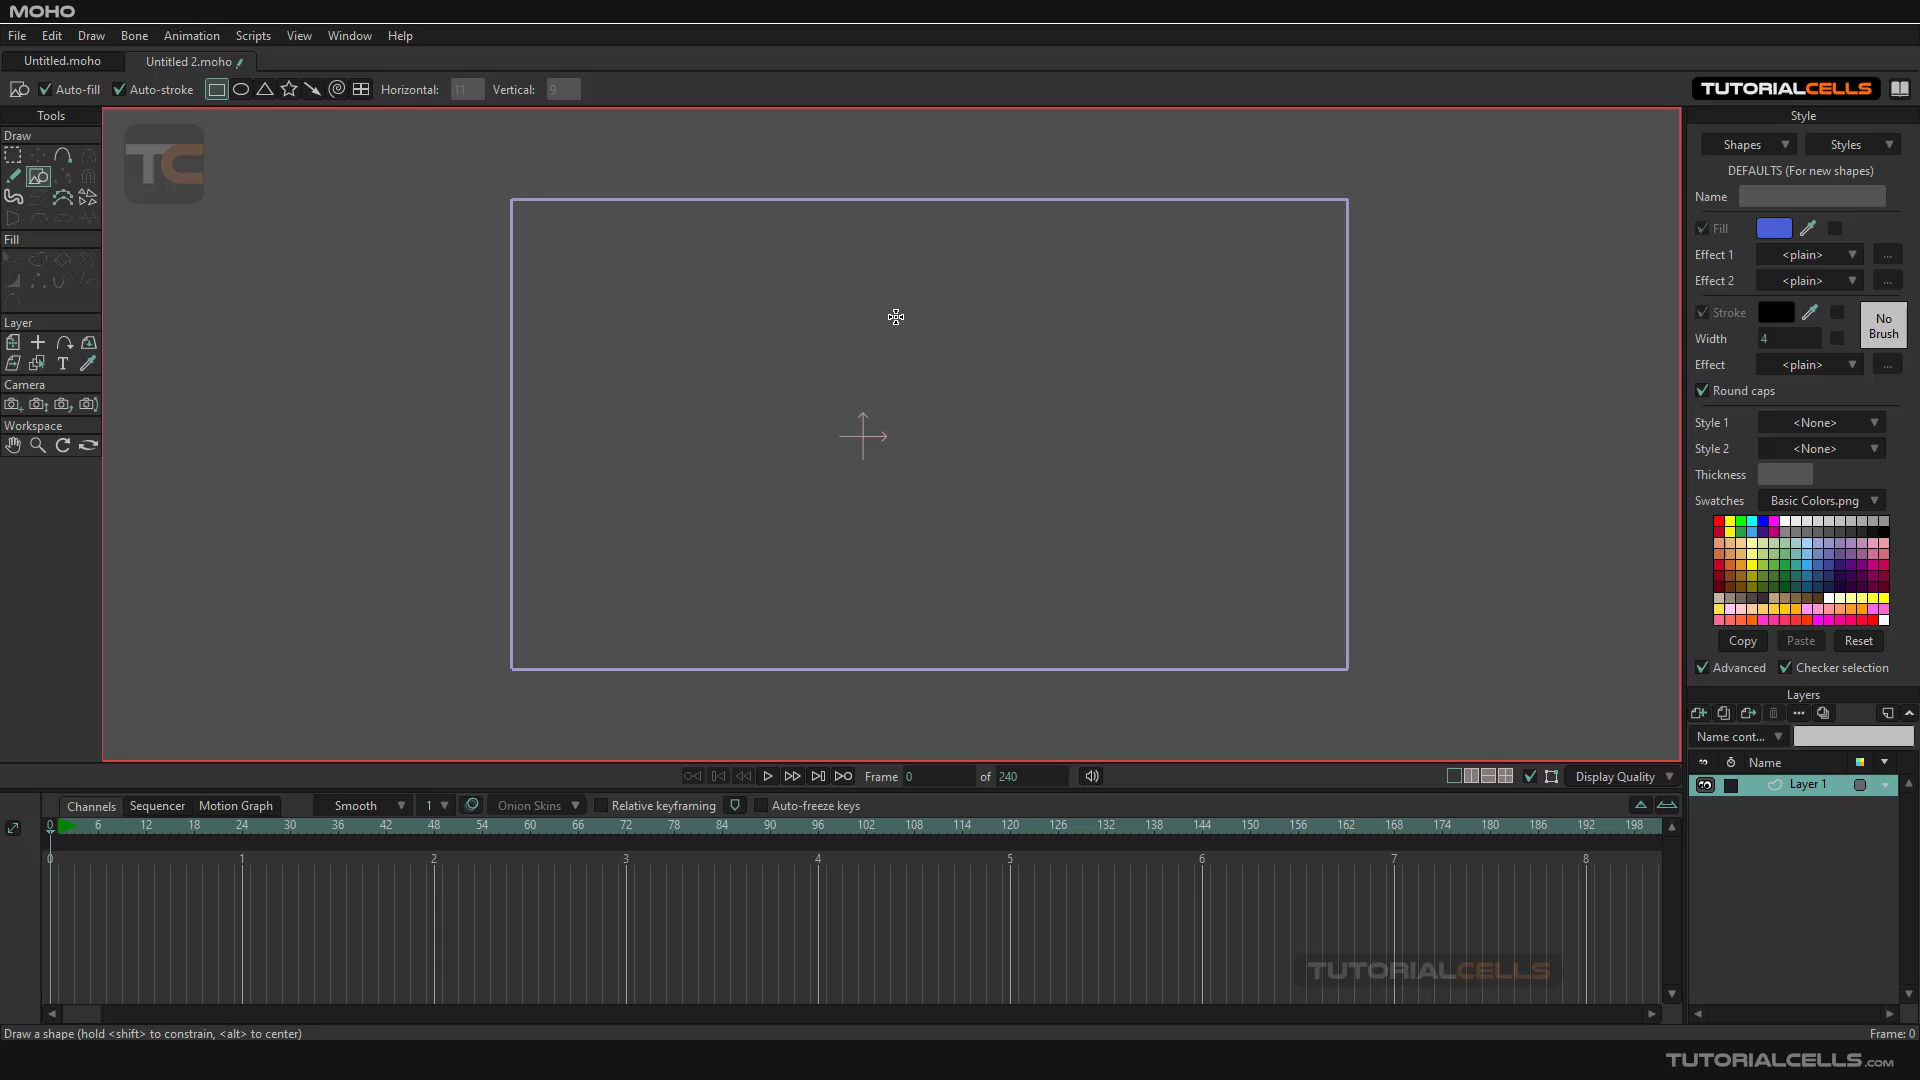 MOHO
File Edit Draw Bone Animation Scripts View Window Help
Untitled.moho Untitled 2.moho
Auto-fill Auto-stroke Horizontal: 11 Vertical: 9 TUTORIALCELLS
Tools
Draw
Fill
Layer
T
Camera
Workspace
TC
Style
Shapes Styles
DEFAULTS (For new shapes)
Name
Fill
Effect 1 <plain> ...
Effect 2 <plain> ...
Stroke No Brush
Width 4
Effect <plain> ...
Round caps
Style 1 <None>
Style 2 <None>
Thickness
Swatches Basic Colors.png
Copy Paste Reset
Advanced Checker selection
Layers
Name cont...
Name
Layer 1
Frame 0 of 240 Display Quality
Channels Sequencer Motion Graph Smooth 1 Onion Skins Relative keyframing Auto-freeze keys
0 6 12 18 24 30 36 42 48 54 60 66 72 78 84 90 96 102 108 114 120 126 132 138 144 150 156 162 168 174 180 186 192 198
0 1 2 3 4 5 6 7 8
TUTORIALCELLS
Draw a shape (hold <shift> to constrain, <alt> to center) Frame: 0
TUTORIALCELLS.COM